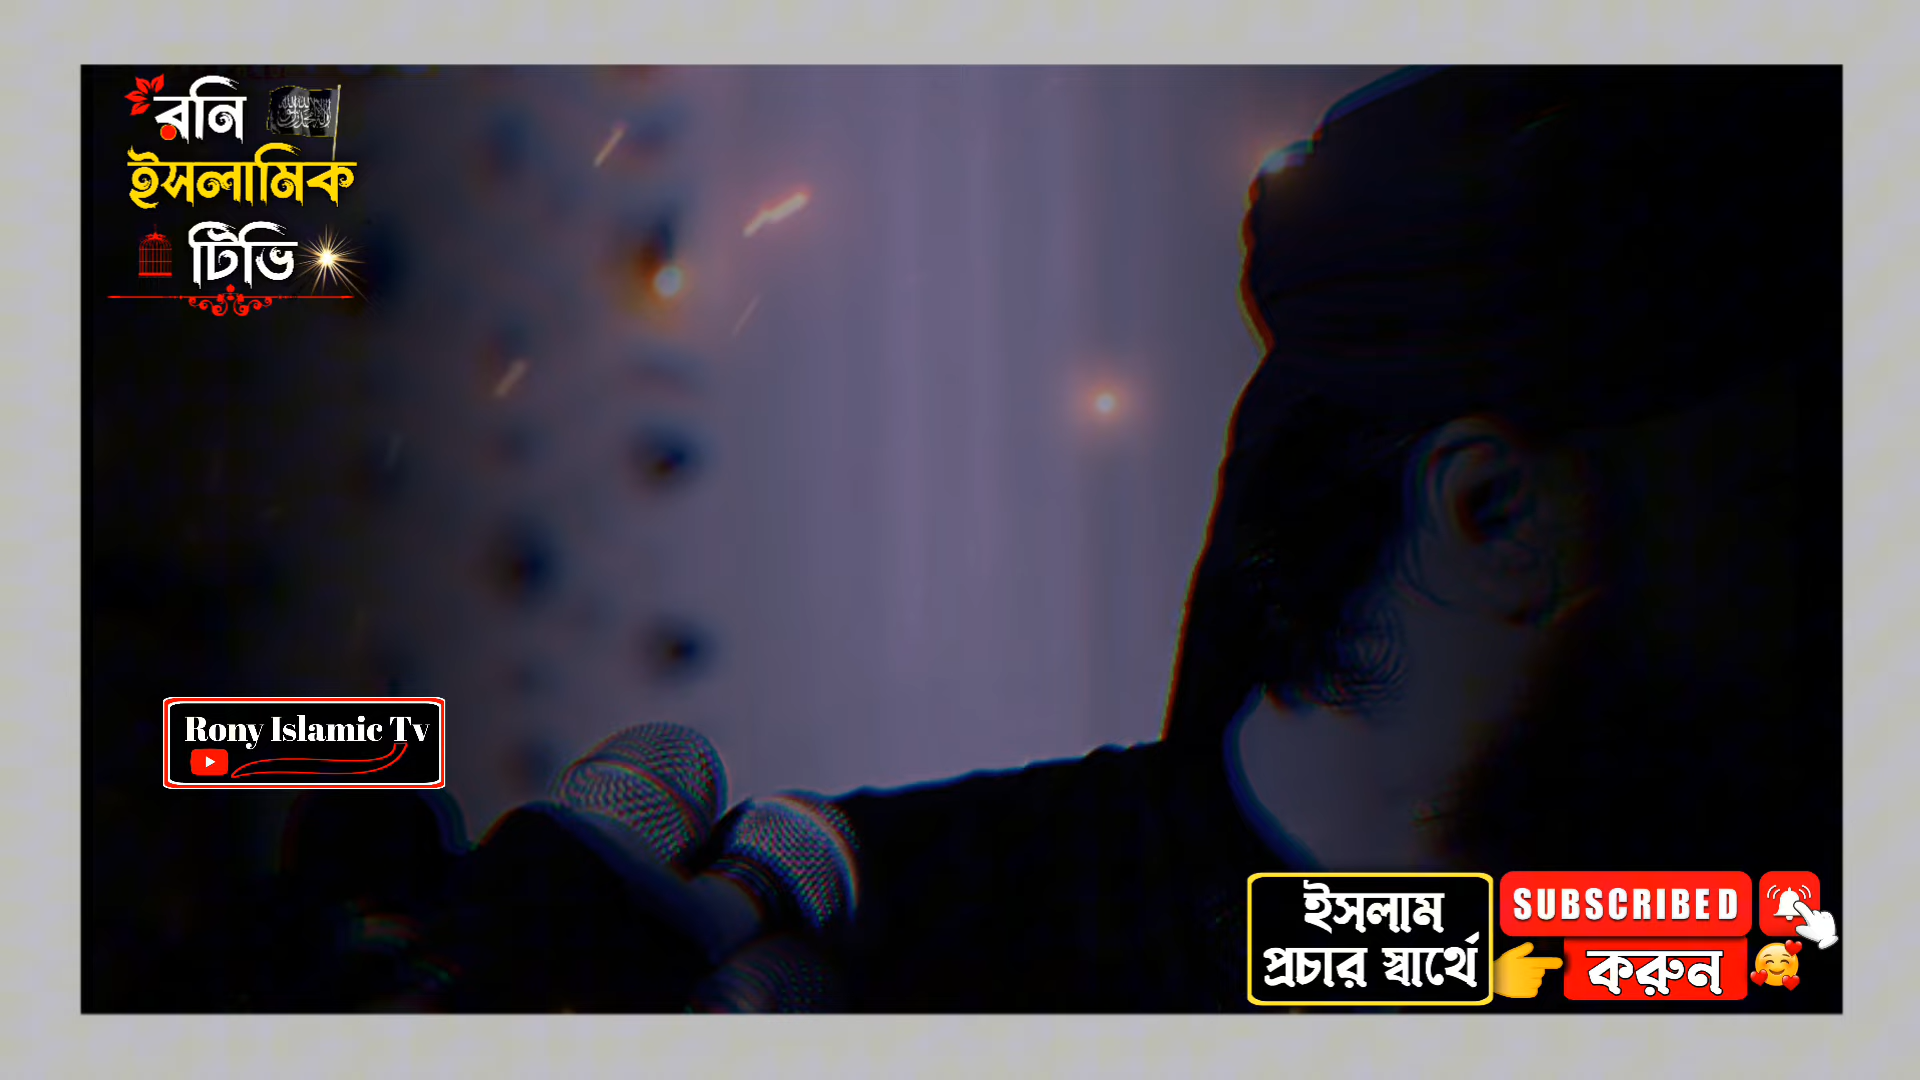 রনি
ইসলামিক
টিভি
Rony Islamic Tv
ইসলাম
প্রচার স্বার্থে
SUBSCRIBED
করুন